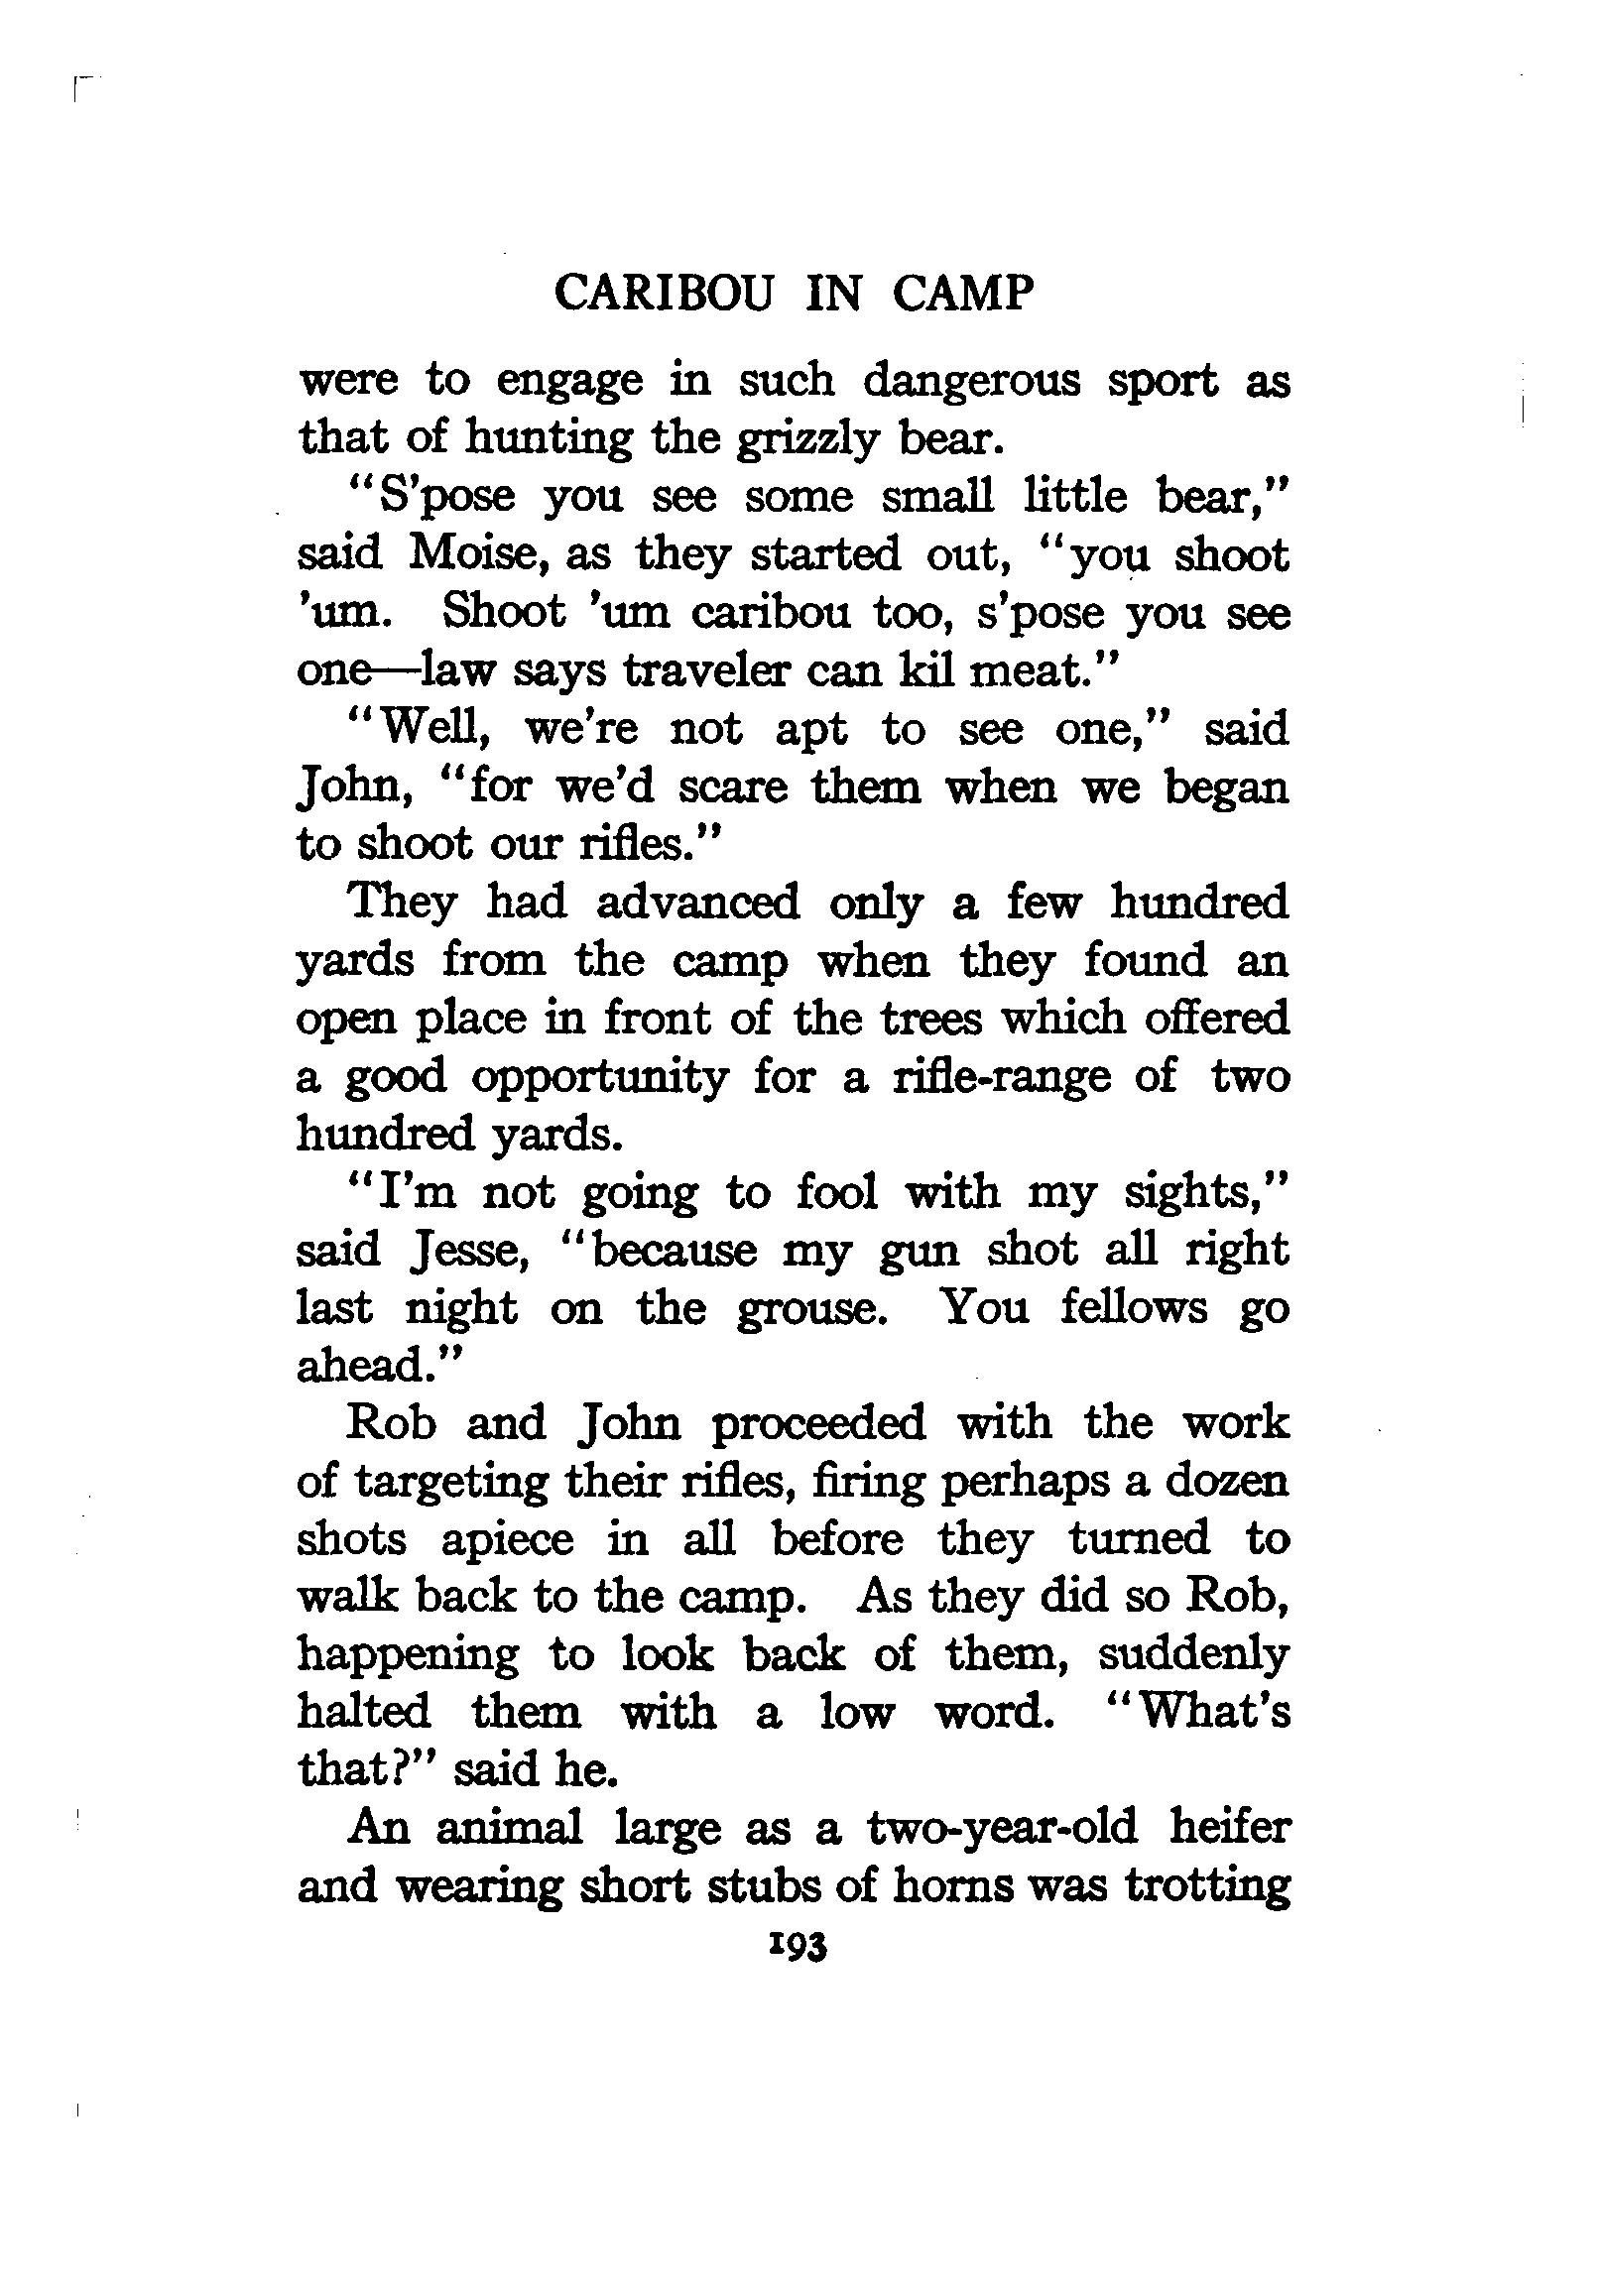 CARIBOU IN CAMP
were to engage in such dangerous sport as
that of hunting the grizzly bear.
"S'pose you see some small little bear,"
said Moise, as they started out, "you shoot
'um. Shoot 'um caribou too, s'pose you see
one—law says traveler can kil meat."
"Well, we're not apt to see one," said
John, "for we'd scare them when we began
to shoot our rifles."
They had advanced only a few hundred
yards from the camp when they found an
open place in front of the trees which offered
a good opportunity for a rifle-range of two
hundred yards.
"I'm not going to fool with my sights,"
said Jesse, "because my gun shot all right
last night on the grouse. You fellows go
ahead."
Rob and John proceeded with the work
of targeting their rifles, firing perhaps a dozen
shots apiece in all before they turned to
walk back to the camp. As they did so Rob,
happening to look back of them, suddenly
halted them with a low word. "What's
that?" said he.
An animal large as a two-year-old heifer
and wearing short stubs of horns was trotting
193